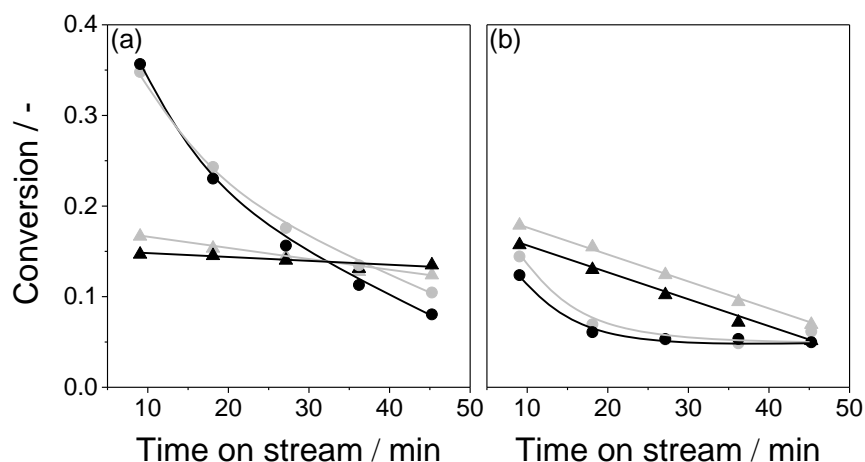 (a)
(b)
0.4
0.3
0.2
0.1
0.0
Conversion / -
10 20 30 40 50
10 20 30 40 50
Time on stream / min
Time on stream / min